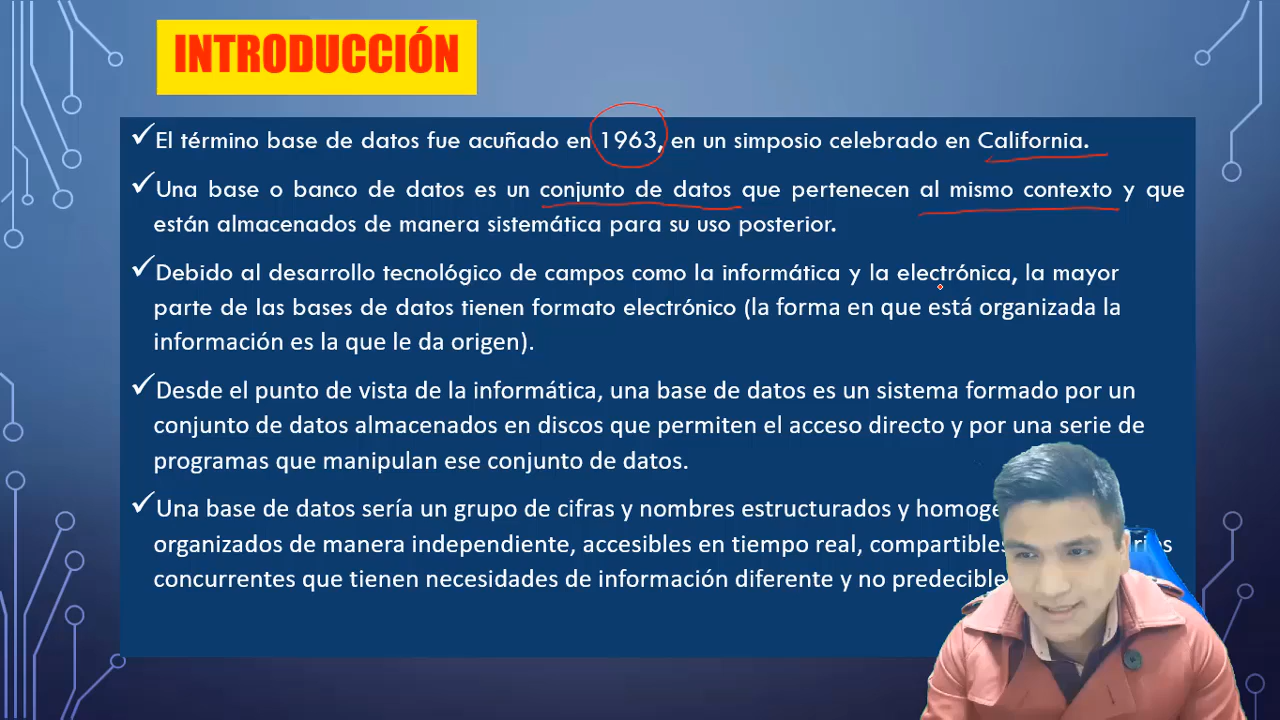 INTRODUCCIÓN
✓El término base de datos fue acuñado en 1963, en un simposio celebrado en California.
✓Una base o banco de datos es un conjunto de datos que pertenecen al mismo contexto y que
están almacenados de manera sistemática para su uso posterior.
✓Debido al desarrollo tecnológico de campos como la informática y la electrónica, la mayor
parte de las bases de datos tienen formato electrónico (la forma en que está organizada la
información es la que le da origen).
✓Desde el punto de vista de la informática, una base de datos es un sistema formado por un
conjunto de datos almacenados en discos que permiten el acceso directo y por una serie de
programas que manipulan ese conjunto de datos.
✓Una base de datos sería un grupo de cifras y nombres estructurados y
organizados de manera independiente, accesibles en tiempo real, compartibles
concurrentes que tienen necesidades de información diferente y no